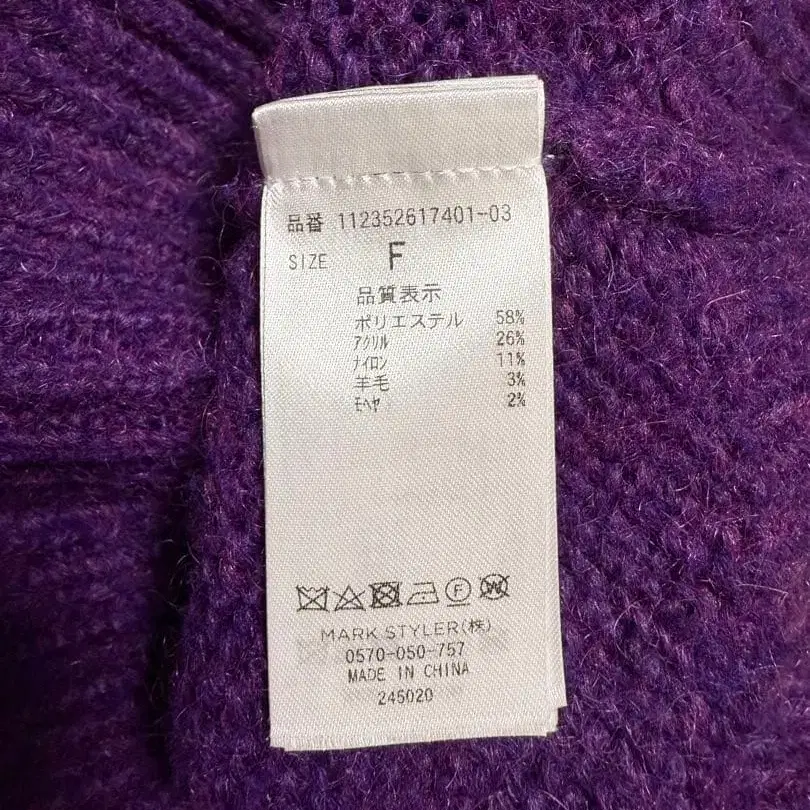 品番 112352617401-03
SIZE F
品質表示
ポリエステル 58%
ｱｸﾘﾙ 26%
ﾅｲﾛﾝ 11%
羊毛 3%
ﾓﾍﾔ 2%
F W
MARK STYLER(株)
0570-050-757
MADE IN CHINA
245020